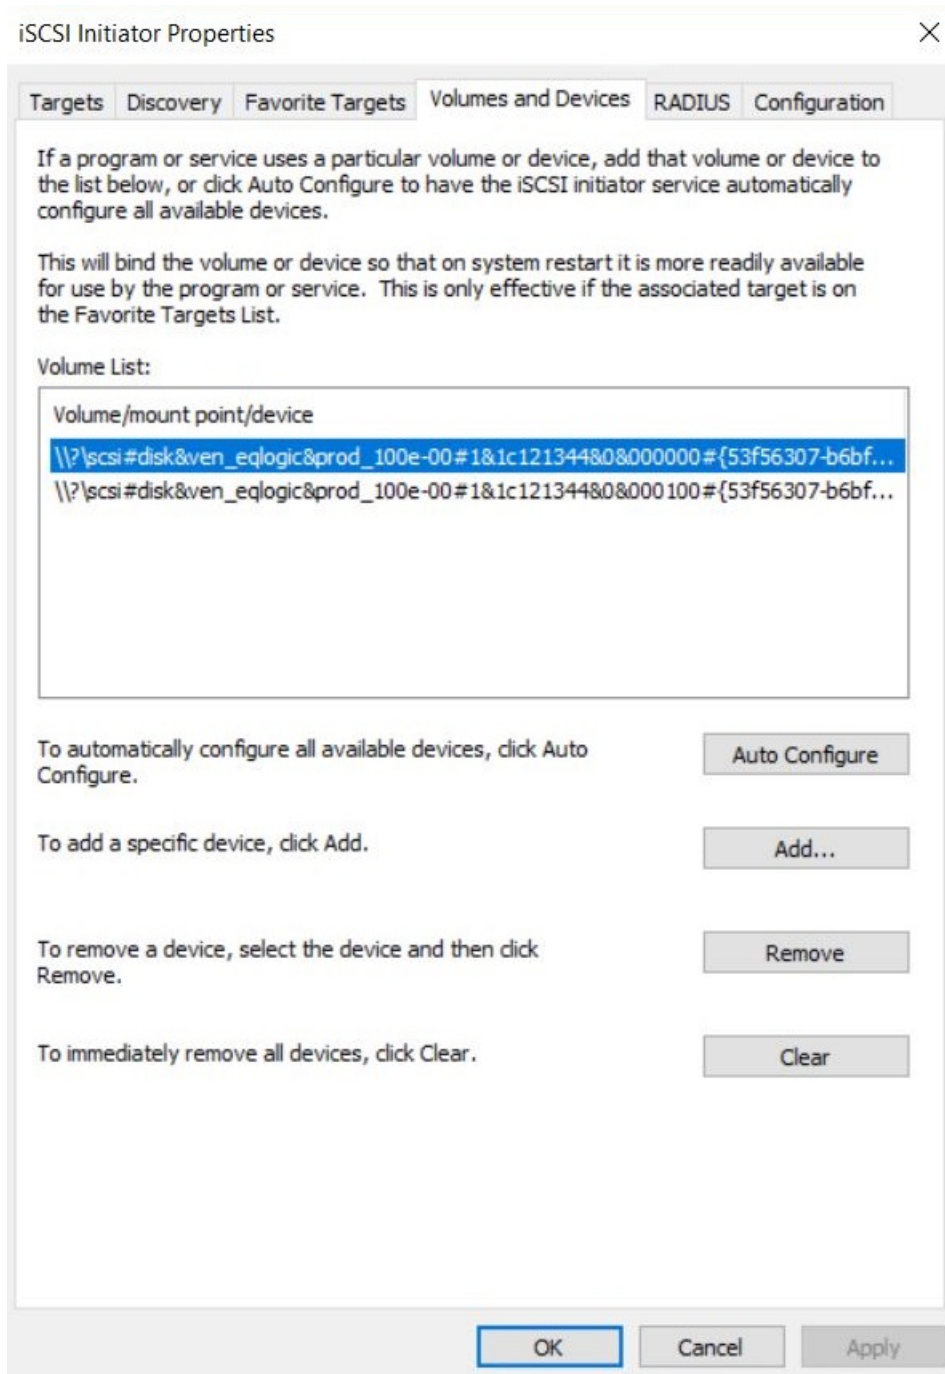 iSCSI Initiator Properties
Targets Discovery Favorite Targets Volumes and Devices RADIUS Configuration
If a program or service uses a particular volume or device, add that volume or device to
the list below, or click Auto Configure to have the iSCSI initiator service automatically
configure all available devices.
This will bind the volume or device so that on system restart it is more readily available
for use by the program or service. This is only effective if the associated target is on
the Favorite Targets List.
Volume List:
Volume/mount point/device
\\?\scsi#disk&ven_eqlogic&prod_100e-00#1&1c121344&0&000000#{53f56307-b6bf...
\\?\scsi#disk&ven_eqlogic&prod_100e-00#1&1c121344&0&000100#{53f56307-b6bf...
To automatically configure all available devices, click Auto
Configure.
Auto Configure
To add a specific device, click Add.
Add...
To remove a device, select the device and then click
Remove.
Remove
To immediately remove all devices, click Clear.
Clear
OK Cancel Apply